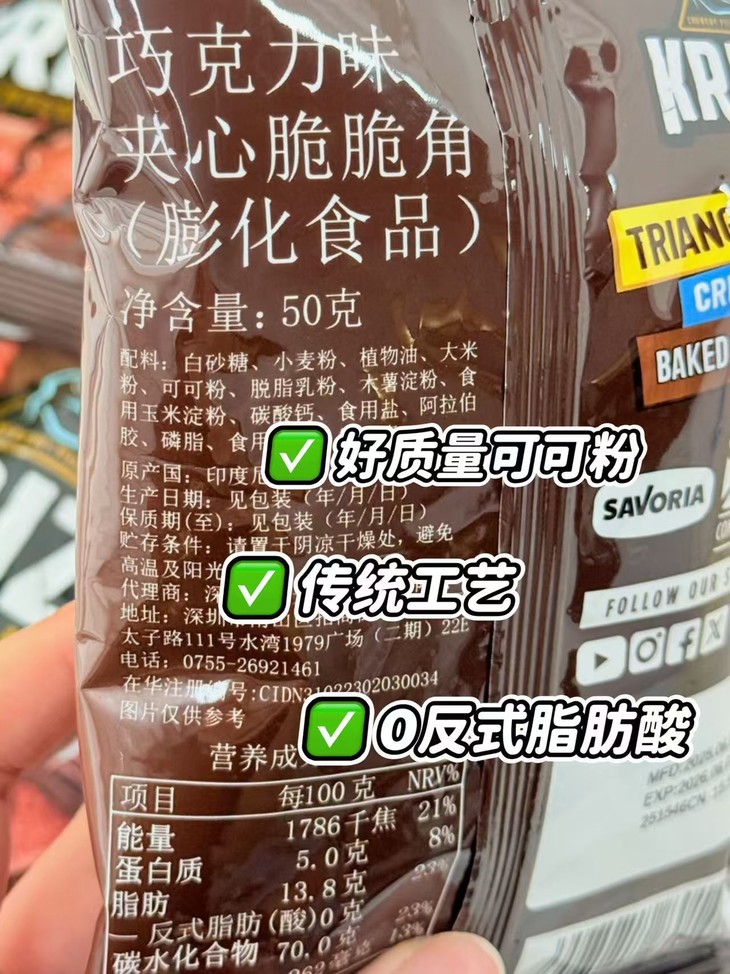 巧克力味
夹心脆脆角
（膨化食品）
净含量: 50克
配料: 白砂糖、小麦粉、植物油、大米
粉、可可粉、脱脂乳粉、木薯淀粉、食
用玉米淀粉、碳酸钙、食用盐、阿拉伯
胶、磷脂、食用
✅好质量可可粉
原产国: 印度
生产日期: 见包装（年/月/日）
保质期(至): 见包装（年/月/日）
贮存条件: 请置于阴凉干燥处, 避免
高温及阳光
✅传统工艺
代理商:
地址: 深圳
太子路111号水湾1979广场（二期）22E
电话: 0755-26921461
在华注册编号:CIDN31022302030034
图片仅供参考
✅0反式脂肪酸
营养成
项目 每100克 NRV%
能量 1786千焦 21%
蛋白质 5.0克 8%
脂肪 13.8克 23%
— 反式脂肪(酸)0克
碳水化合物 70.0克 23%
13%
KR
TRIANG
CR
BAKED
SAVORIA
FOLLOW OUR S
MFD:2025.06
EXP:2026.06
251546CN